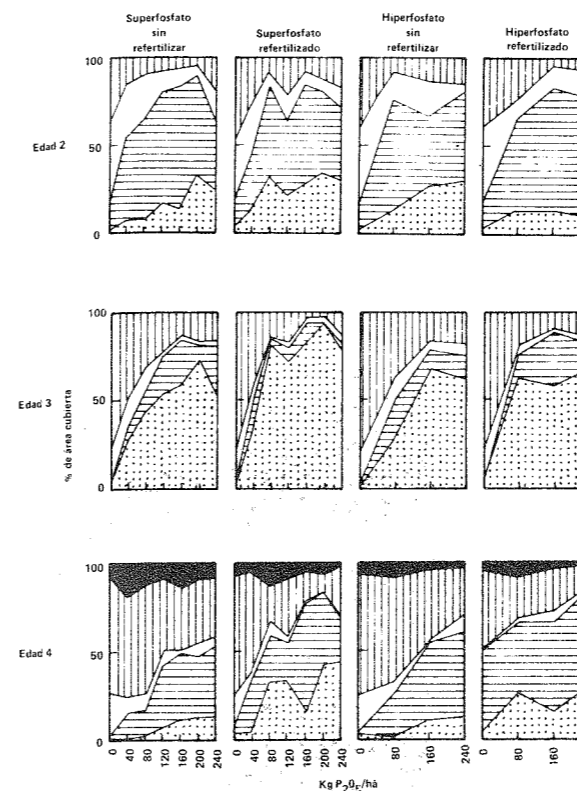 Superfosfato sin refertilizar
Superfosfato refertilizado
Hiperfosfato sin refertilizar
Hiperfosfato refertilizado
100
Edad 2
50
0
100
Edad 3
50
0
% de área cubierta
100
Edad 4
50
0
0 40 80 120 160 200 240
0 40 80 120 160 200 240
0 80 160 240
0 80 160 240
Kg P₂0₅/há